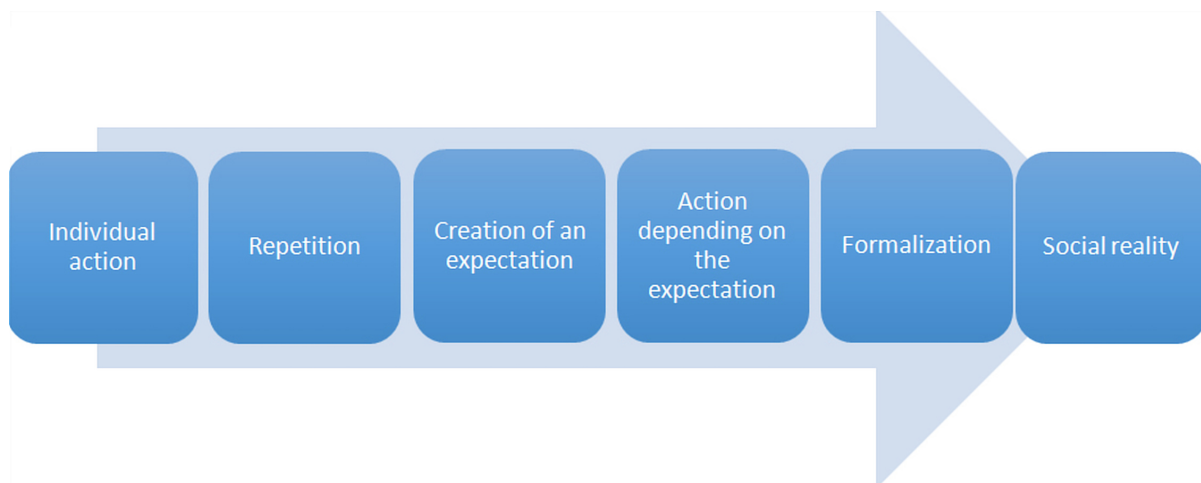 Individual
action
Repetition
Creation of an
expectation
Action
depending on
the
expectation
Formalization
Social reality